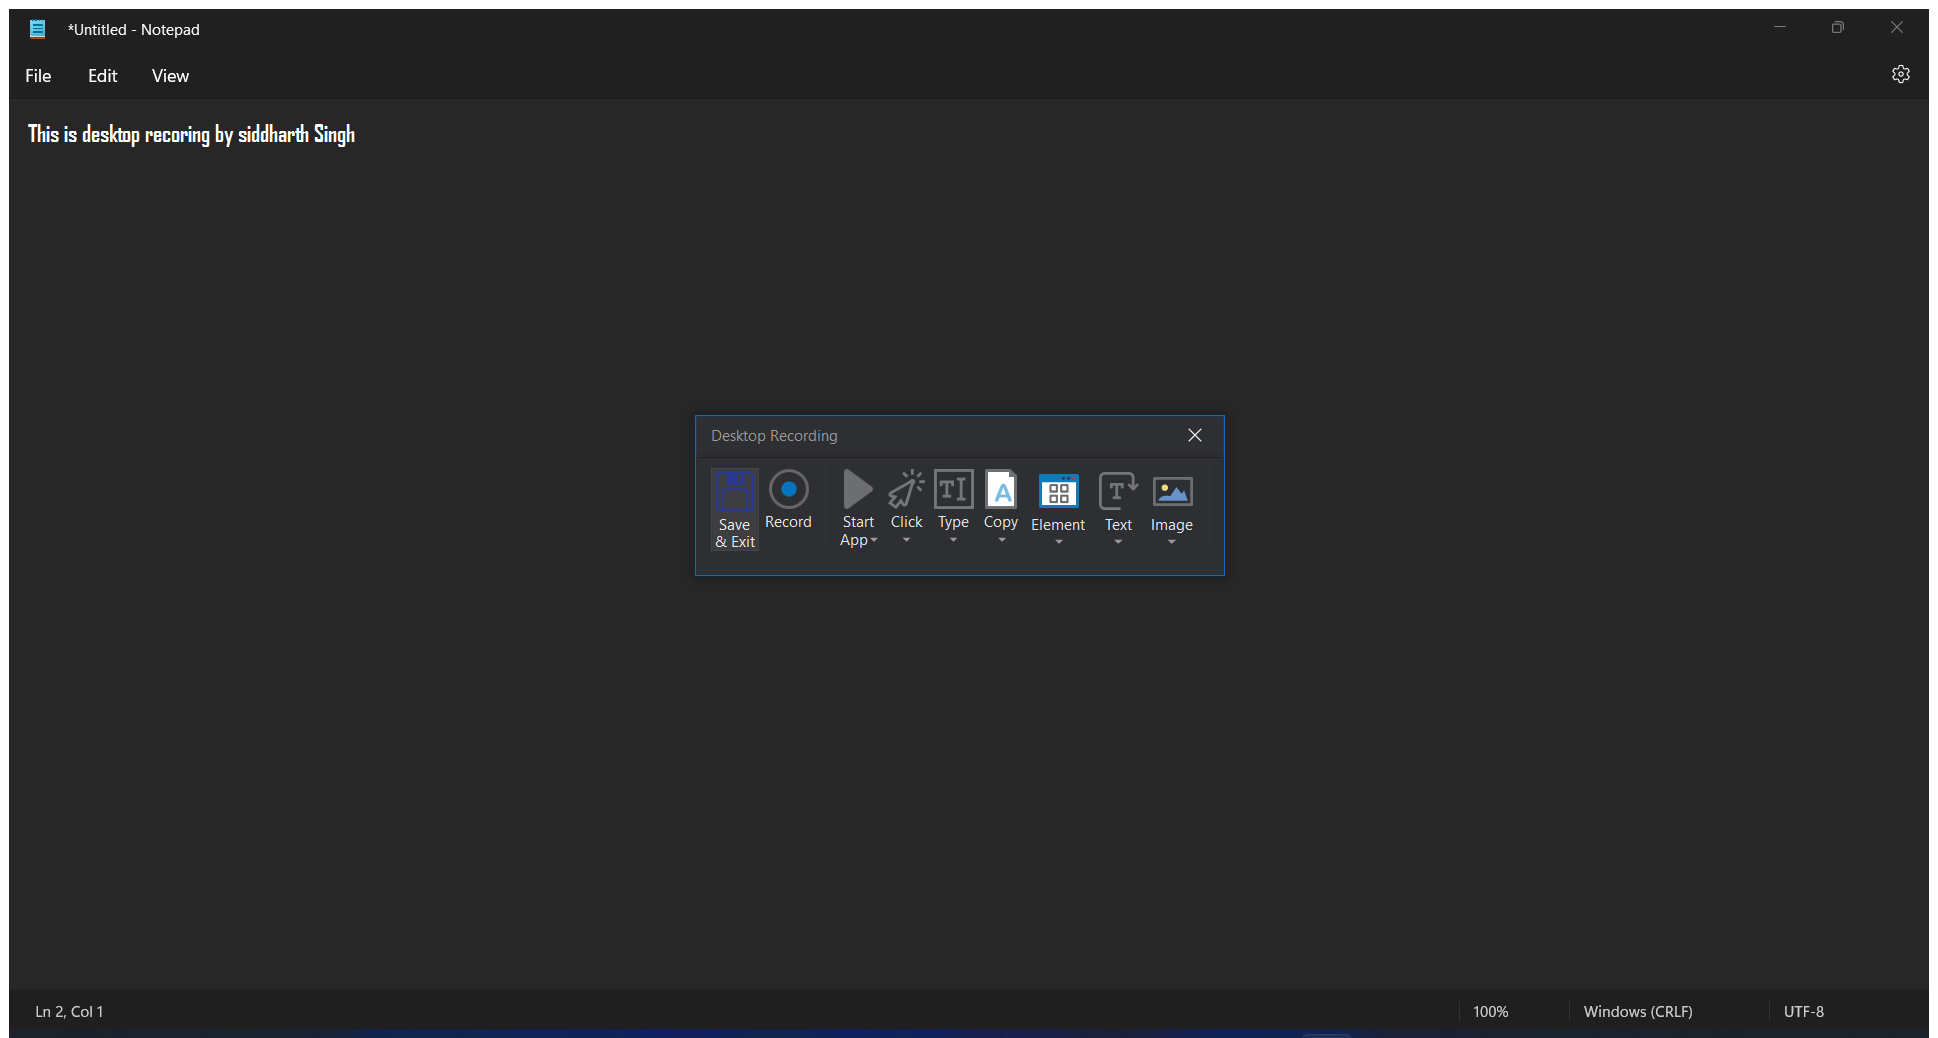 *Untitled - Notepad
File Edit View
This is desktop recoring by siddharth Singh
Desktop Recording
Save & Exit
Record
Start App
Click
Type
Copy
Element
Text
Image
Ln 2, Col 1
100%
Windows (CRLF)
UTF-8